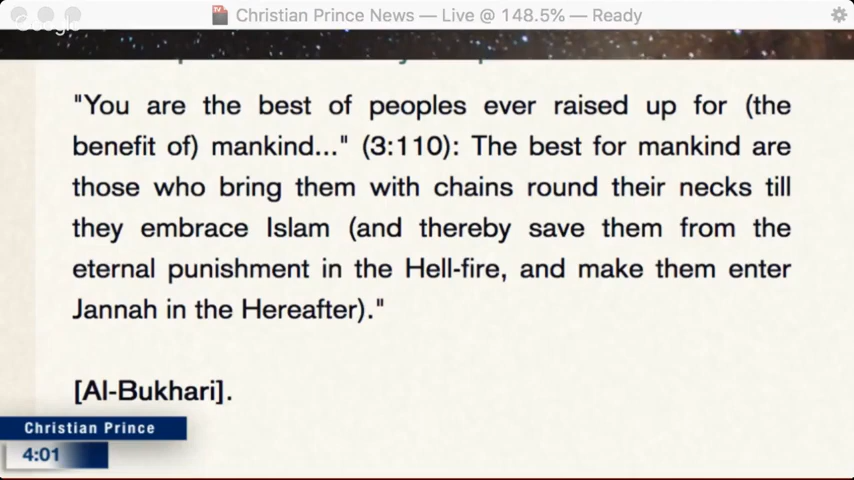 Christian Prince News — Live @ 148.5% — Ready
Google
"You are the best of peoples ever raised up for (the
benefit of) mankind..." (3:110): The best for mankind are
those who bring them with chains round their necks till
they embrace Islam (and thereby save them from the
eternal punishment in the Hell-fire, and make them enter
Jannah in the Hereafter)."
[Al-Bukhari].
Christian Prince
4:01